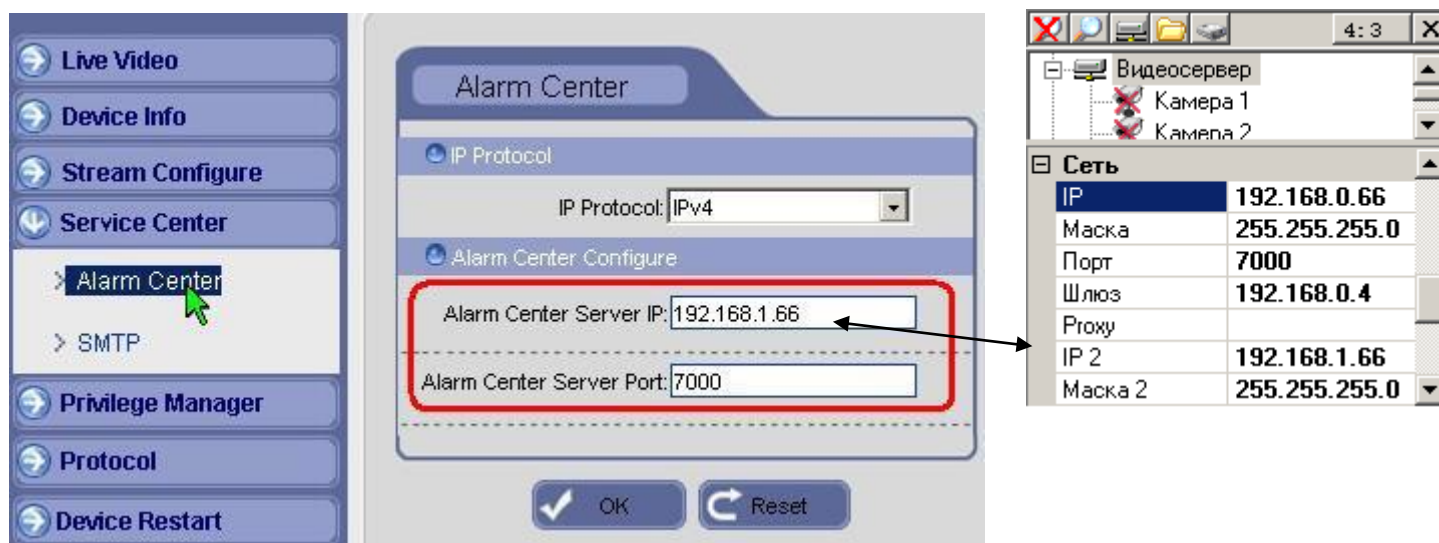 Live Video
Device Info
Stream Configure
Service Center
> Alarm Center
> SMTP
Privilege Manager
Protocol
Device Restart
Alarm Center
IP Protocol
IP Protocol: IPv4
Alarm Center Configure
Alarm Center Server IP: 192.168.1.66
Alarm Center Server Port: 7000
OK Reset
4:3
Видеосервер
Камера 1
Камера 2
Сеть
IP 192.168.0.66
Маска 255.255.255.0
Порт 7000
Шлюз 192.168.0.4
Proxy
IP 2 192.168.1.66
Маска 2 255.255.255.0